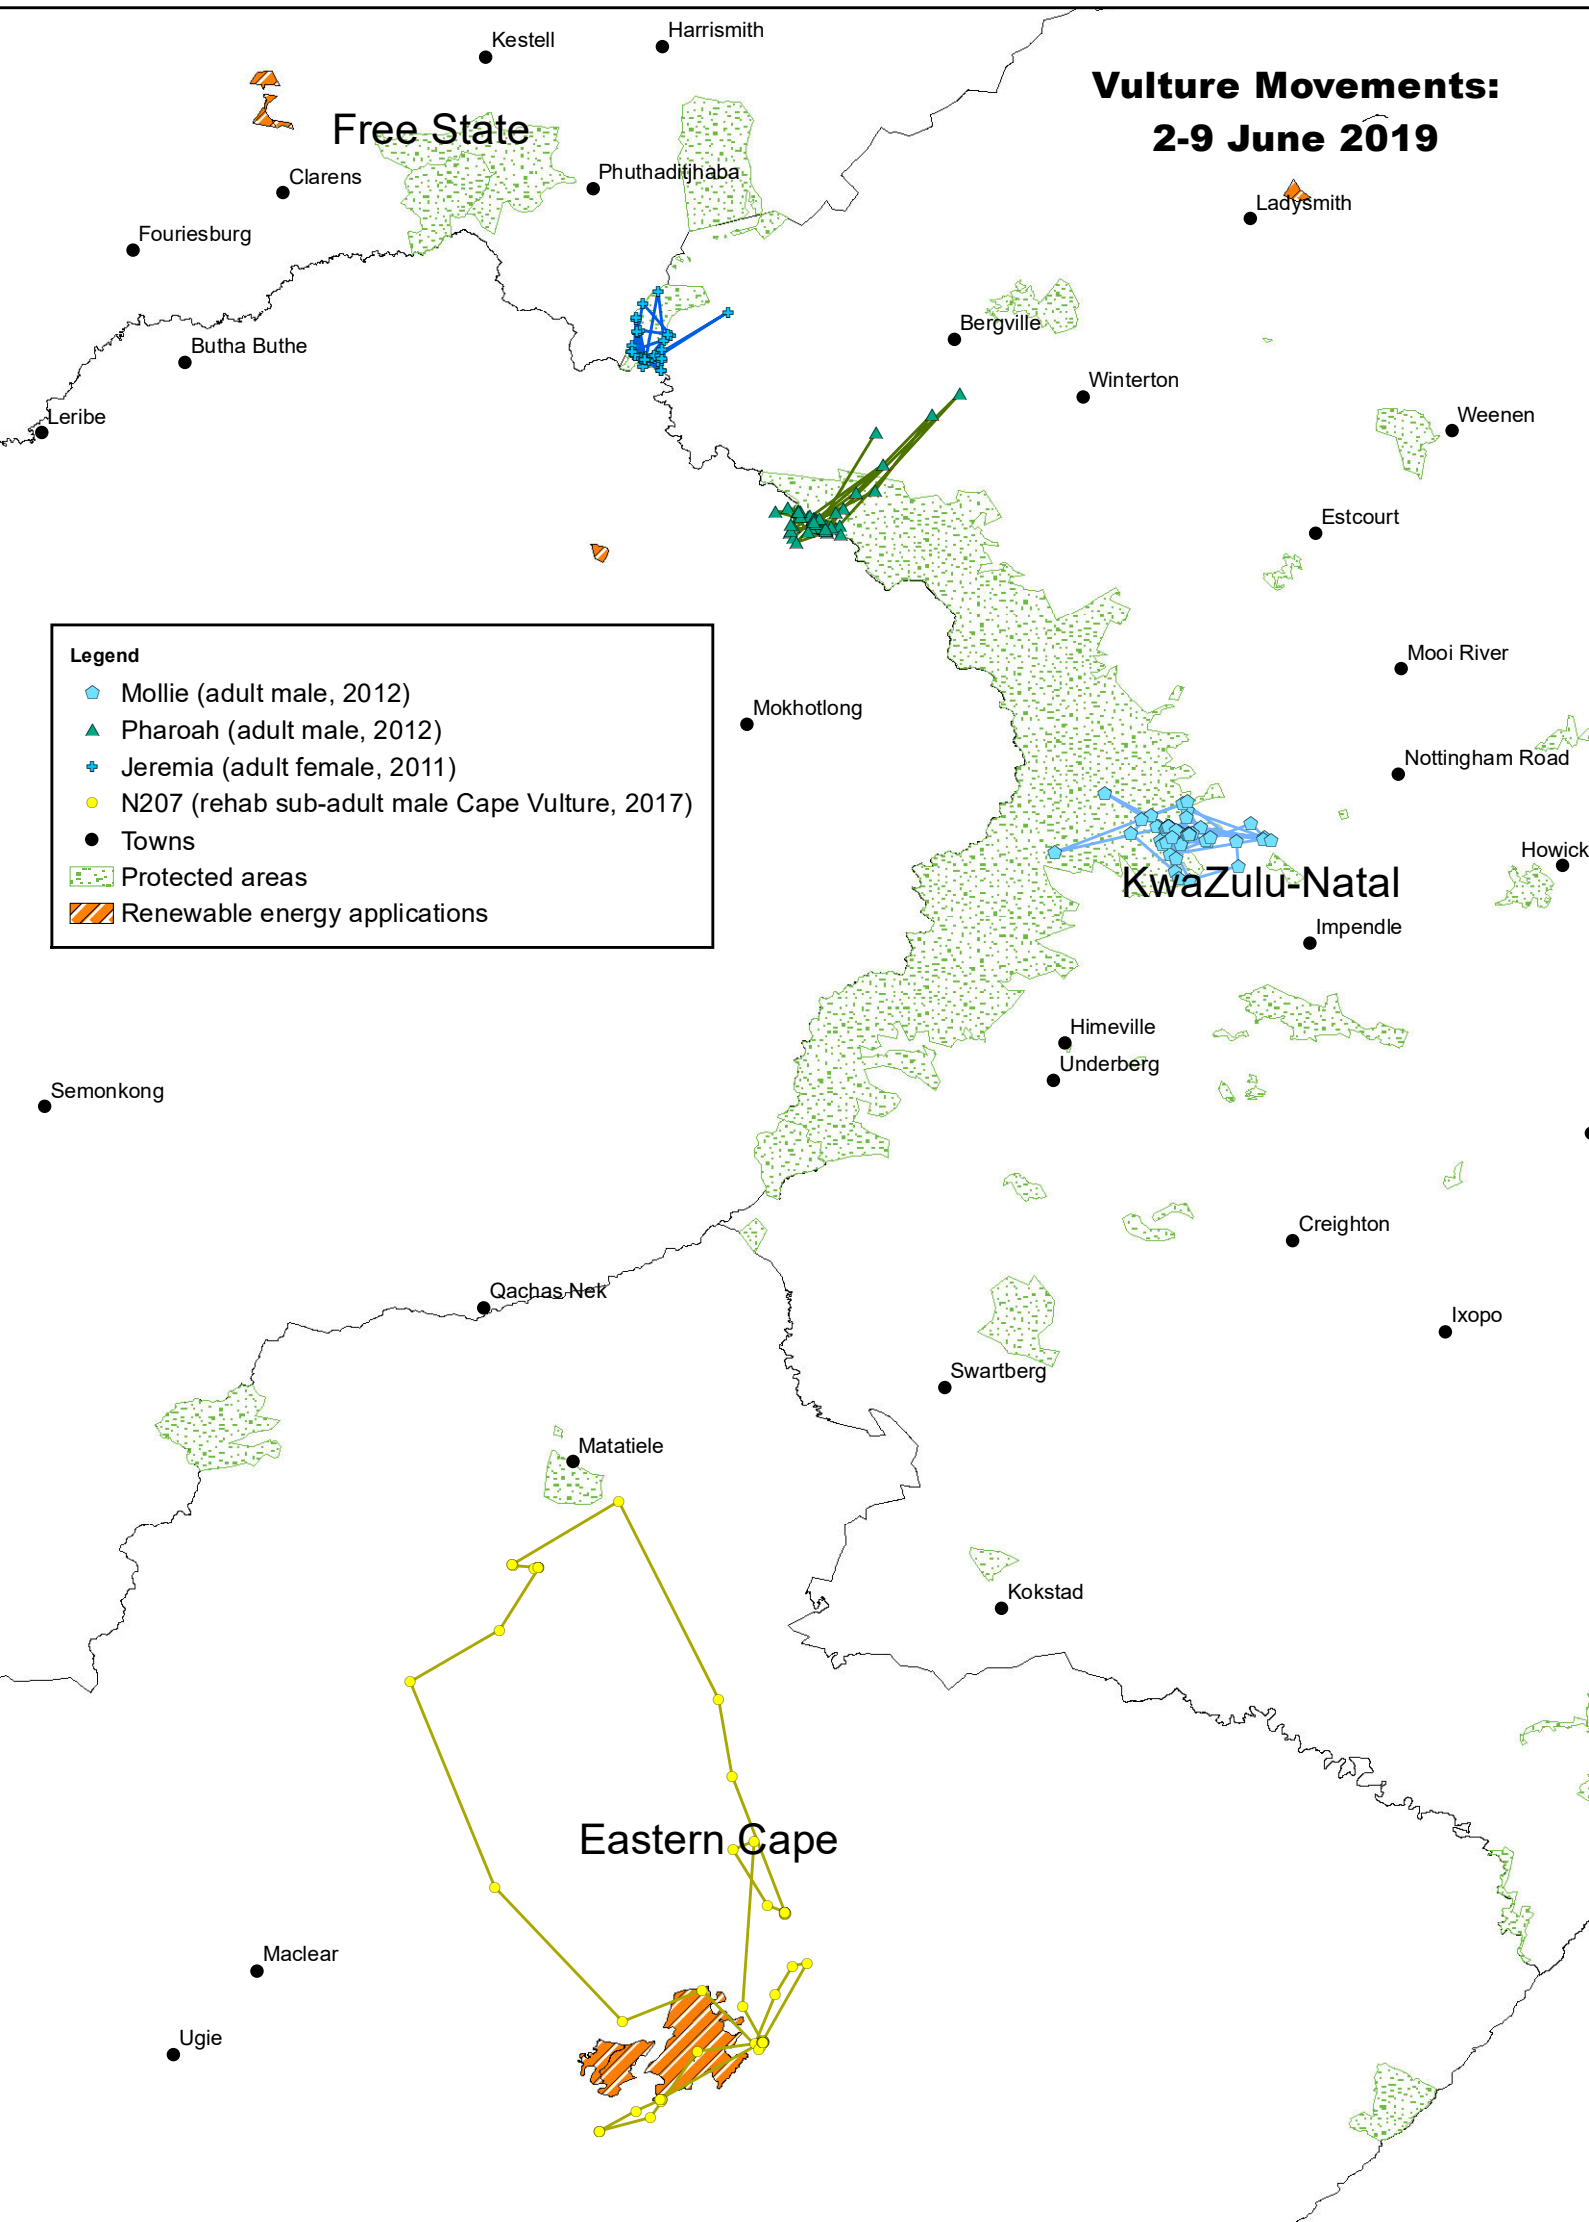 Harrismith
Kestell
Vulture Movements:
2-9 June 2019
Free State
Phuthaditjhaba
Clarens
Ladysmith
Fouriesburg
Bergville
Butha Buthe
Winterton
Leribe
Weenen
Estcourt
Legend
Mollie (adult male, 2012)
Pharoah (adult male, 2012)
Jeremia (adult female, 2011)
N207 (rehab sub-adult male Cape Vulture, 2017)
Towns
Protected areas
Renewable energy applications
Mooi River
Mokhotlong
Nottingham Road
Howick
KwaZulu-Natal
Impendle
Himeville
Underberg
Semonkong
Creighton
Qachas Nek
Ixopo
Swartberg
Matatiele
Kokstad
Eastern Cape
Maclear
Ugie